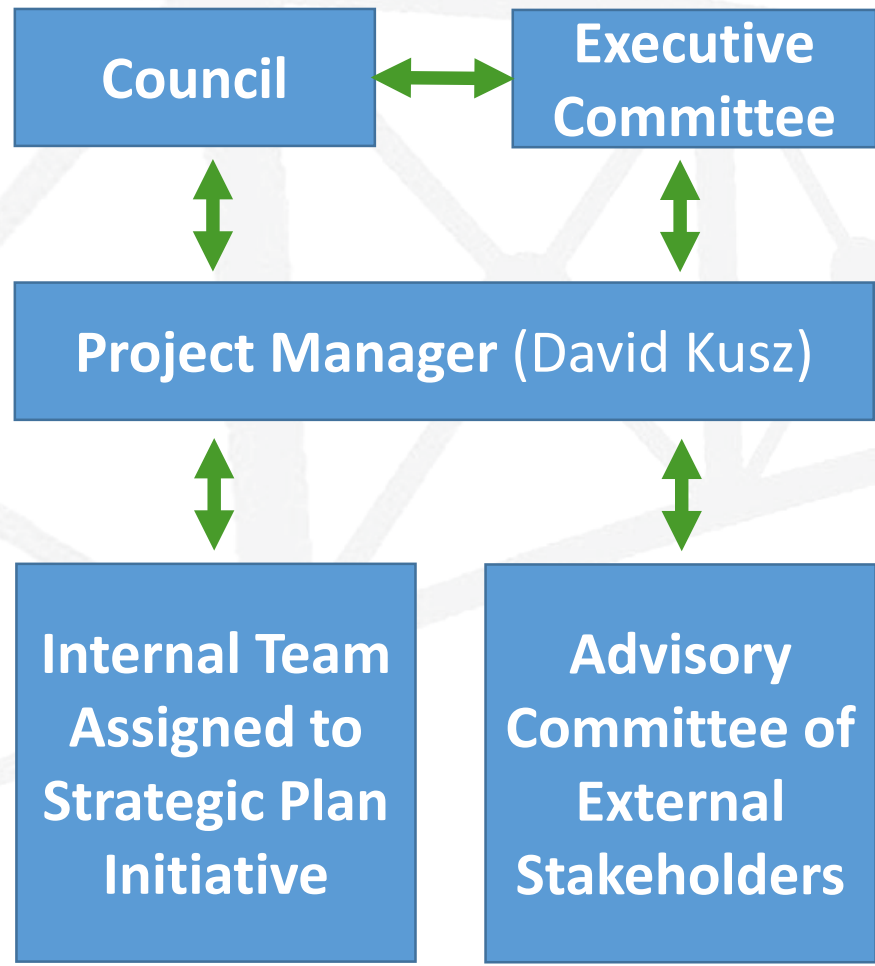 Council
Executive
Committee
Project Manager (David Kusz)
Internal Team
Assigned to
Strategic Plan
Initiative
Advisory
Committee of
External
Stakeholders